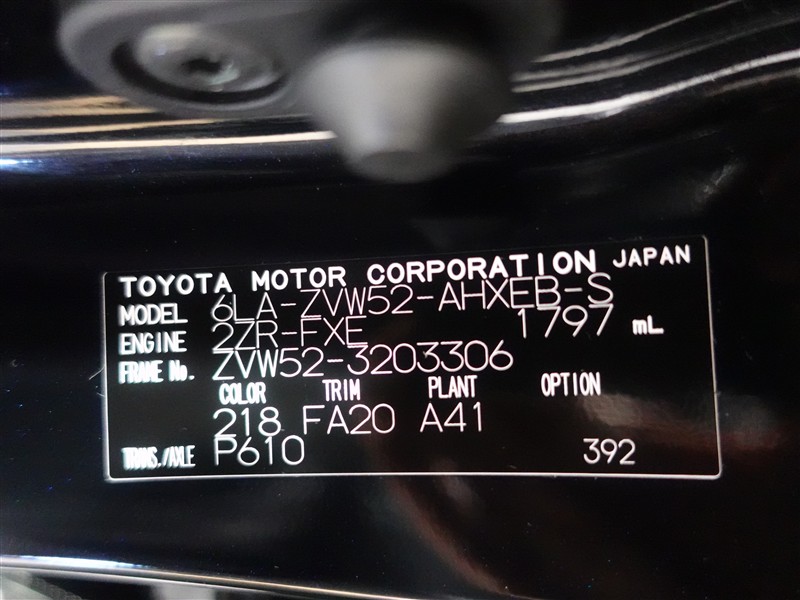 TOYOTA MOTOR CORPORATION JAPAN
MODEL 6LA-ZVW52-AHXEB-S
ENGINE 2ZR-FXE 1797 mL
FRAME No. ZVW52-3203306
COLOR TRIM PLANT OPTION
218 FA20 A41
TRANS./AXLE P610 392